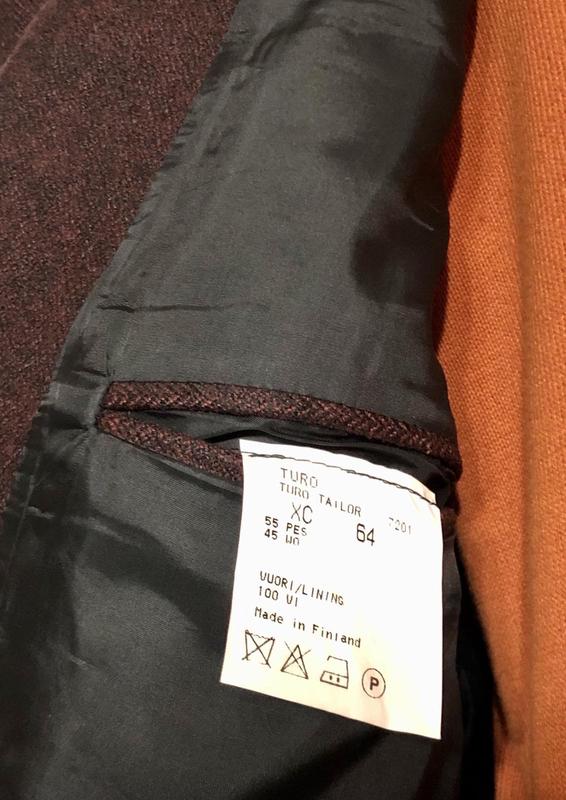 TURO
TURO TAILOR
XC 7201
55 PES 64
45 WO
VUORI/LINING
100 VI
Made in Finland
P